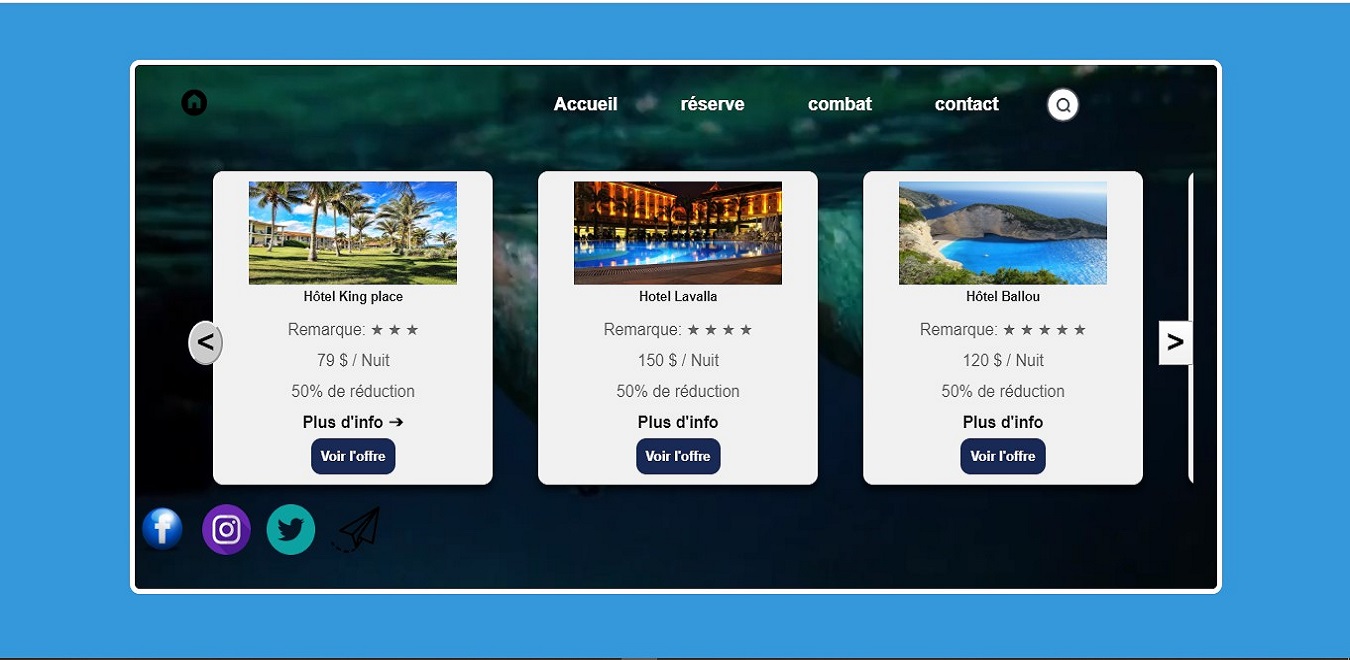 Accueil réserve combat contact
Hôtel King place
Remarque: ★ ★ ★
79 $ / Nuit
50% de réduction
Plus d'info ➔
Voir l'offre
Hotel Lavalla
Remarque: ★ ★ ★ ★
150 $ / Nuit
50% de réduction
Plus d'info
Voir l'offre
Hôtel Ballou
Remarque: ★ ★ ★ ★ ★
120 $ / Nuit
50% de réduction
Plus d'info
Voir l'offre
<
>